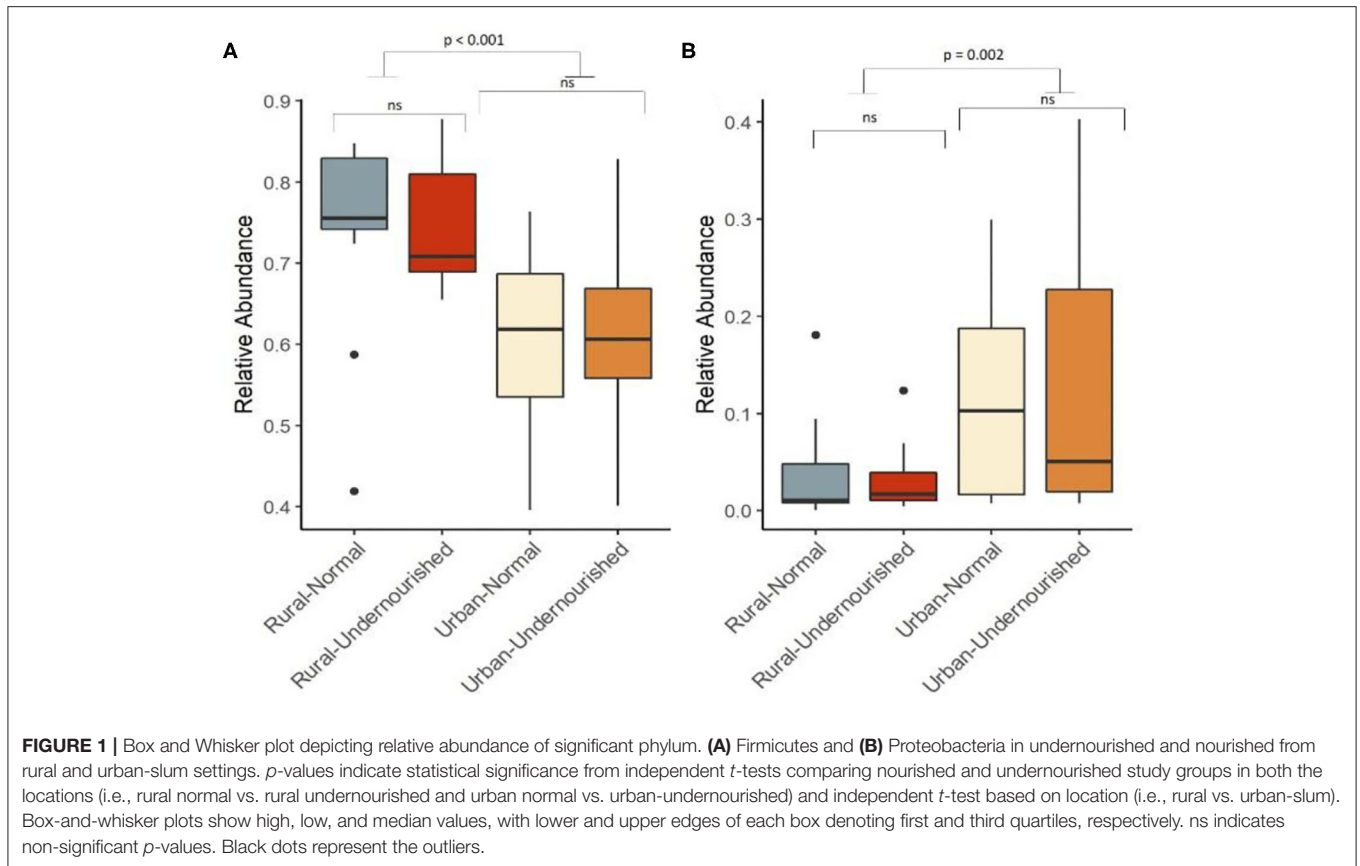 A
p < 0.001
ns
ns
Relative Abundance
0.9
0.8
0.7
0.6
0.5
0.4
Rural-Normal
Rural-Undernourished
Urban-Normal
Urban-Undernourished
B
p = 0.002
ns
ns
Relative Abundance
0.4
0.3
0.2
0.1
0.0
Rural-Normal
Rural-Undernourished
Urban-Normal
Urban-Undernourished
FIGURE 1 | Box and Whisker plot depicting relative abundance of significant phylum. (A) Firmicutes and (B) Proteobacteria in undernourished and nourished from
rural and urban-slum settings. p-values indicate statistical significance from independent t-tests comparing nourished and undernourished study groups in both the
locations (i.e., rural normal vs. rural undernourished and urban normal vs. urban-undernourished) and independent t-test based on location (i.e., rural vs. urban-slum).
Box-and-whisker plots show high, low, and median values, with lower and upper edges of each box denoting first and third quartiles, respectively. ns indicates
non-significant p-values. Black dots represent the outliers.